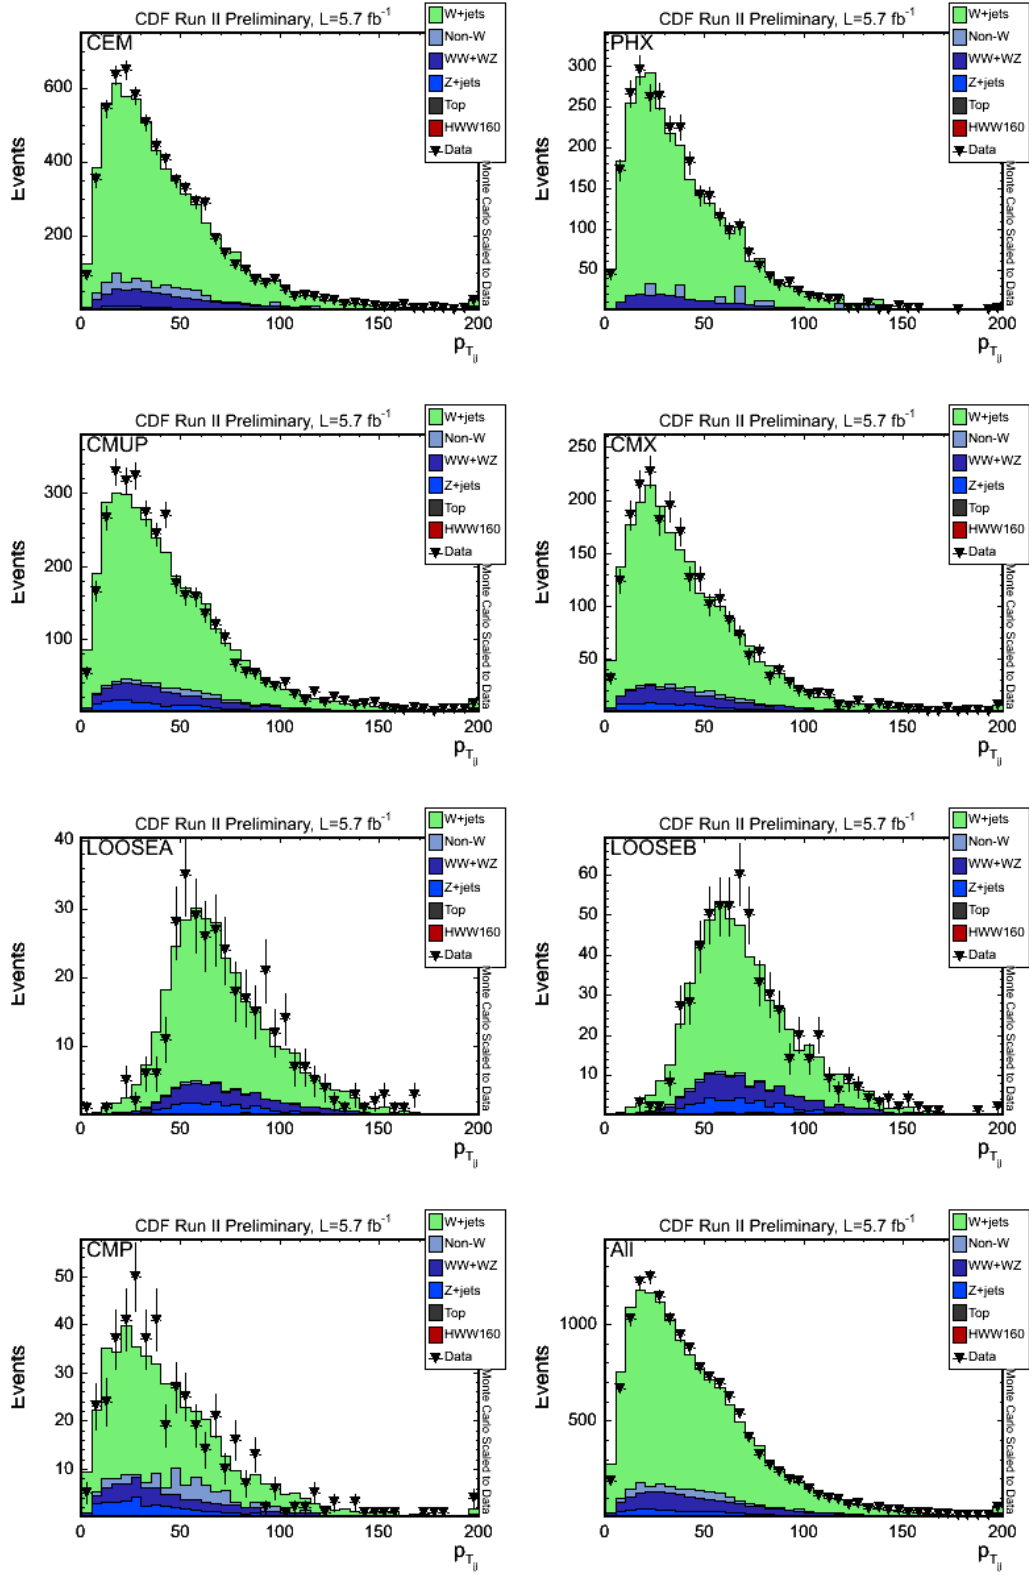 CDF Run II Preliminary, L=5.7 fb⁻¹
CEM
W+jets
Non-W
WW+WZ
Z+jets
Top
HWW160
Data
Events
600
400
200
0 50 100 150 200
p_T_jj
Monte Carlo Scaled to Data
CDF Run II Preliminary, L=5.7 fb⁻¹
PHX
W+jets
Non-W
WW+WZ
Z+jets
Top
HWW160
Data
Events
300
250
200
150
100
50
0 50 100 150 200
p_T_jj
Monte Carlo Scaled to Data
CDF Run II Preliminary, L=5.7 fb⁻¹
CMUP
W+jets
Non-W
WW+WZ
Z+jets
Top
HWW160
Data
Events
300
200
100
0 50 100 150 200
p_T_jj
Monte Carlo Scaled to Data
CDF Run II Preliminary, L=5.7 fb⁻¹
CMX
W+jets
Non-W
WW+WZ
Z+jets
Top
HWW160
Data
Events
250
200
150
100
50
0 50 100 150 200
p_T_jj
Monte Carlo Scaled to Data
CDF Run II Preliminary, L=5.7 fb⁻¹
LOOSEA
W+jets
Non-W
WW+WZ
Z+jets
Top
HWW160
Data
Events
40
30
20
10
0 50 100 150 200
p_T_jj
Monte Carlo Scaled to Data
CDF Run II Preliminary, L=5.7 fb⁻¹
LOOSEB
W+jets
Non-W
WW+WZ
Z+jets
Top
HWW160
Data
Events
60
50
40
30
20
10
0 50 100 150 200
p_T_jj
Monte Carlo Scaled to Data
CDF Run II Preliminary, L=5.7 fb⁻¹
CMP
W+jets
Non-W
WW+WZ
Z+jets
Top
HWW160
Data
Events
50
40
30
20
10
0 50 100 150 200
p_T_jj
Monte Carlo Scaled to Data
CDF Run II Preliminary, L=5.7 fb⁻¹
All
W+jets
Non-W
WW+WZ
Z+jets
Top
HWW160
Data
Events
1000
500
0 50 100 150 200
p_T_jj
Monte Carlo Scaled to Data